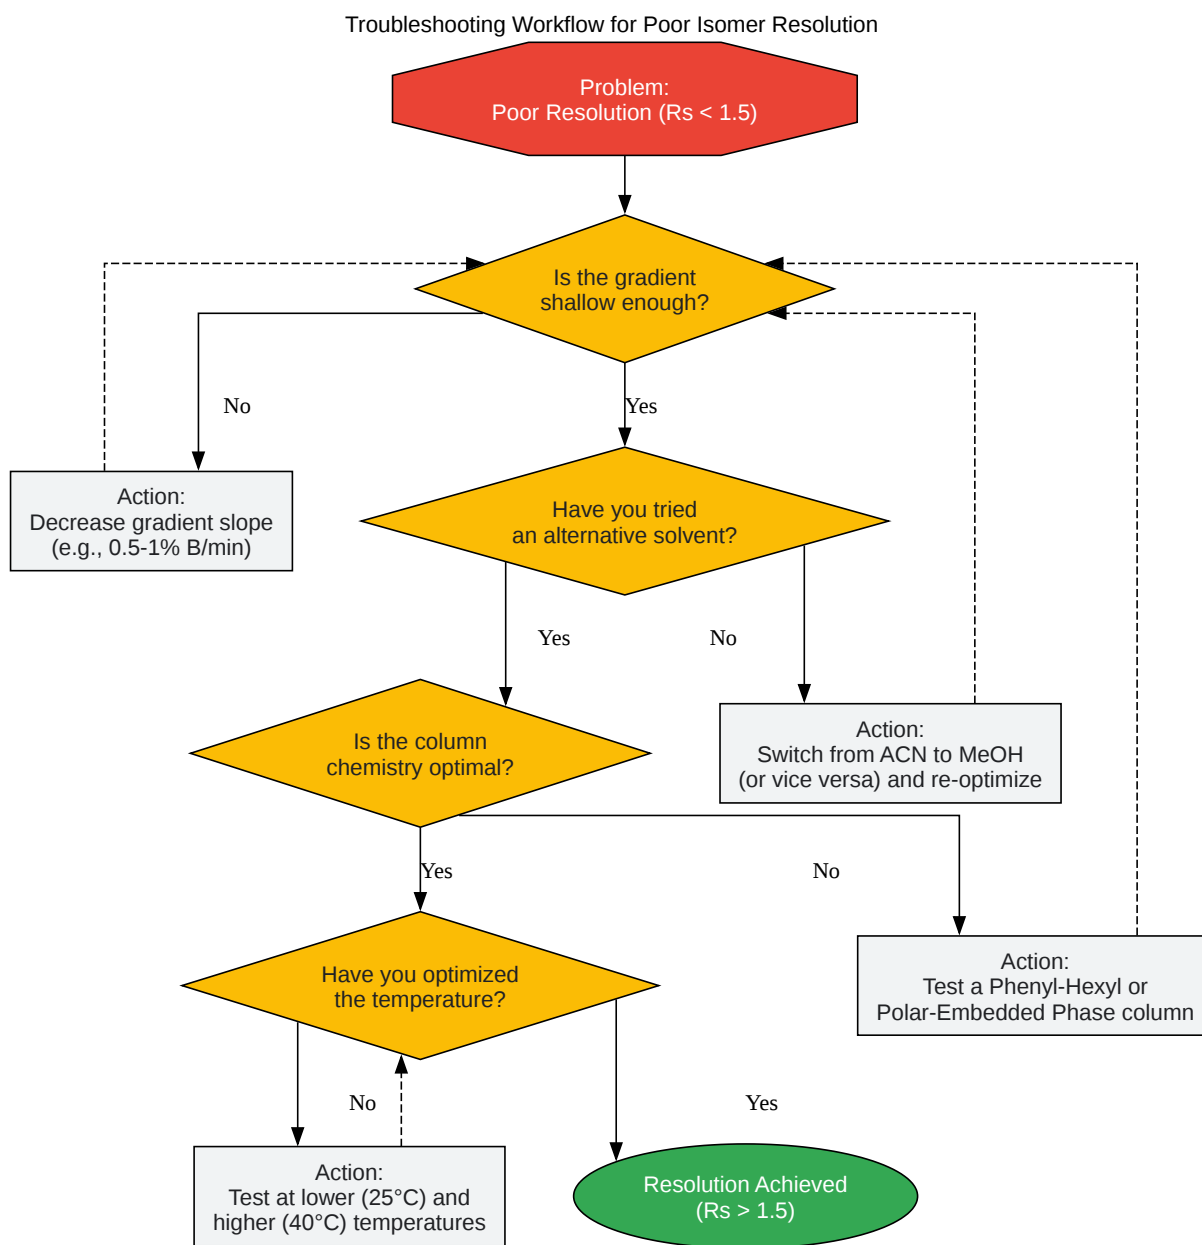 Troubleshooting Workflow for Poor Isomer Resolution
Problem:
Poor Resolution (Rs < 1.5)
Is the gradient
shallow enough?
No
Yes
Action:
Decrease gradient slope
(e.g., 0.5-1% B/min)
Have you tried
an alternative solvent?
Yes
No
Is the column
chemistry optimal?
Action:
Switch from ACN to MeOH
(or vice versa) and re-optimize
Yes
No
Have you optimized
the temperature?
Action:
Test a Phenyl-Hexyl or
Polar-Embedded Phase column
No
Yes
Action:
Test at lower (25°C) and
higher (40°C) temperatures
Resolution Achieved
(Rs > 1.5)